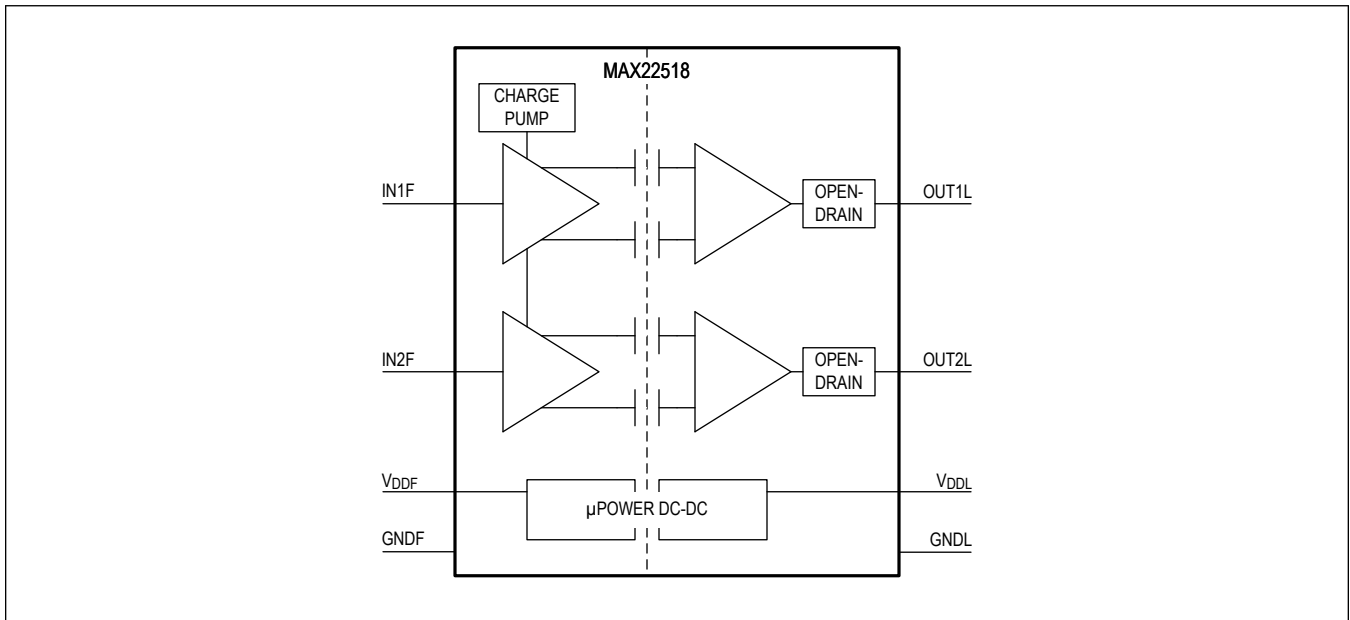 MAX22518
CHARGE
PUMP
IN1F
OPEN-
DRAIN
OUT1L
IN2F
OPEN-
DRAIN
OUT2L
VDDF
µPOWER DC-DC
VDDL
GNDF
GNDL